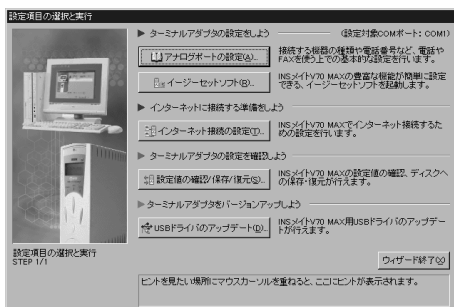 設定項目の選択と実行
▶ ターミナルアダプタの設定をしよう (設定対象COMポート: COM1)
アナログポートの設定(A)...
接続する機器の種類や電話番号など、電話や
FAXを使う上での基本的な設定を行います。
イージーセットソフト(R)...
INSメイトV70 MAXの豊富な機能が簡単に設定
できる、イージーセットソフトを起動します。
▶ インターネットに接続する準備をしよう
インターネット接続の設定(T)...
INSメイトV70 MAXでインターネット接続するた
めの設定を行います。
▶ ターミナルアダプタの設定を確認しよう
設定値の確認/保存/復元(S)...
INSメイトV70 MAXの設定値の確認、ディスクへ
の保存・復元が行えます。
▶ターミナルアダプタをバージョンアップしよう
USBドライバのアップデート(D)...
INSメイトV70 MAX用USBドライバのアップデー
トが行えます。
設定項目の選択と実行
STEP 1/1
ウィザード終了(X)
ヒントを見たい場所にマウスカーソルを重ねると、ここにヒントが表示されます。